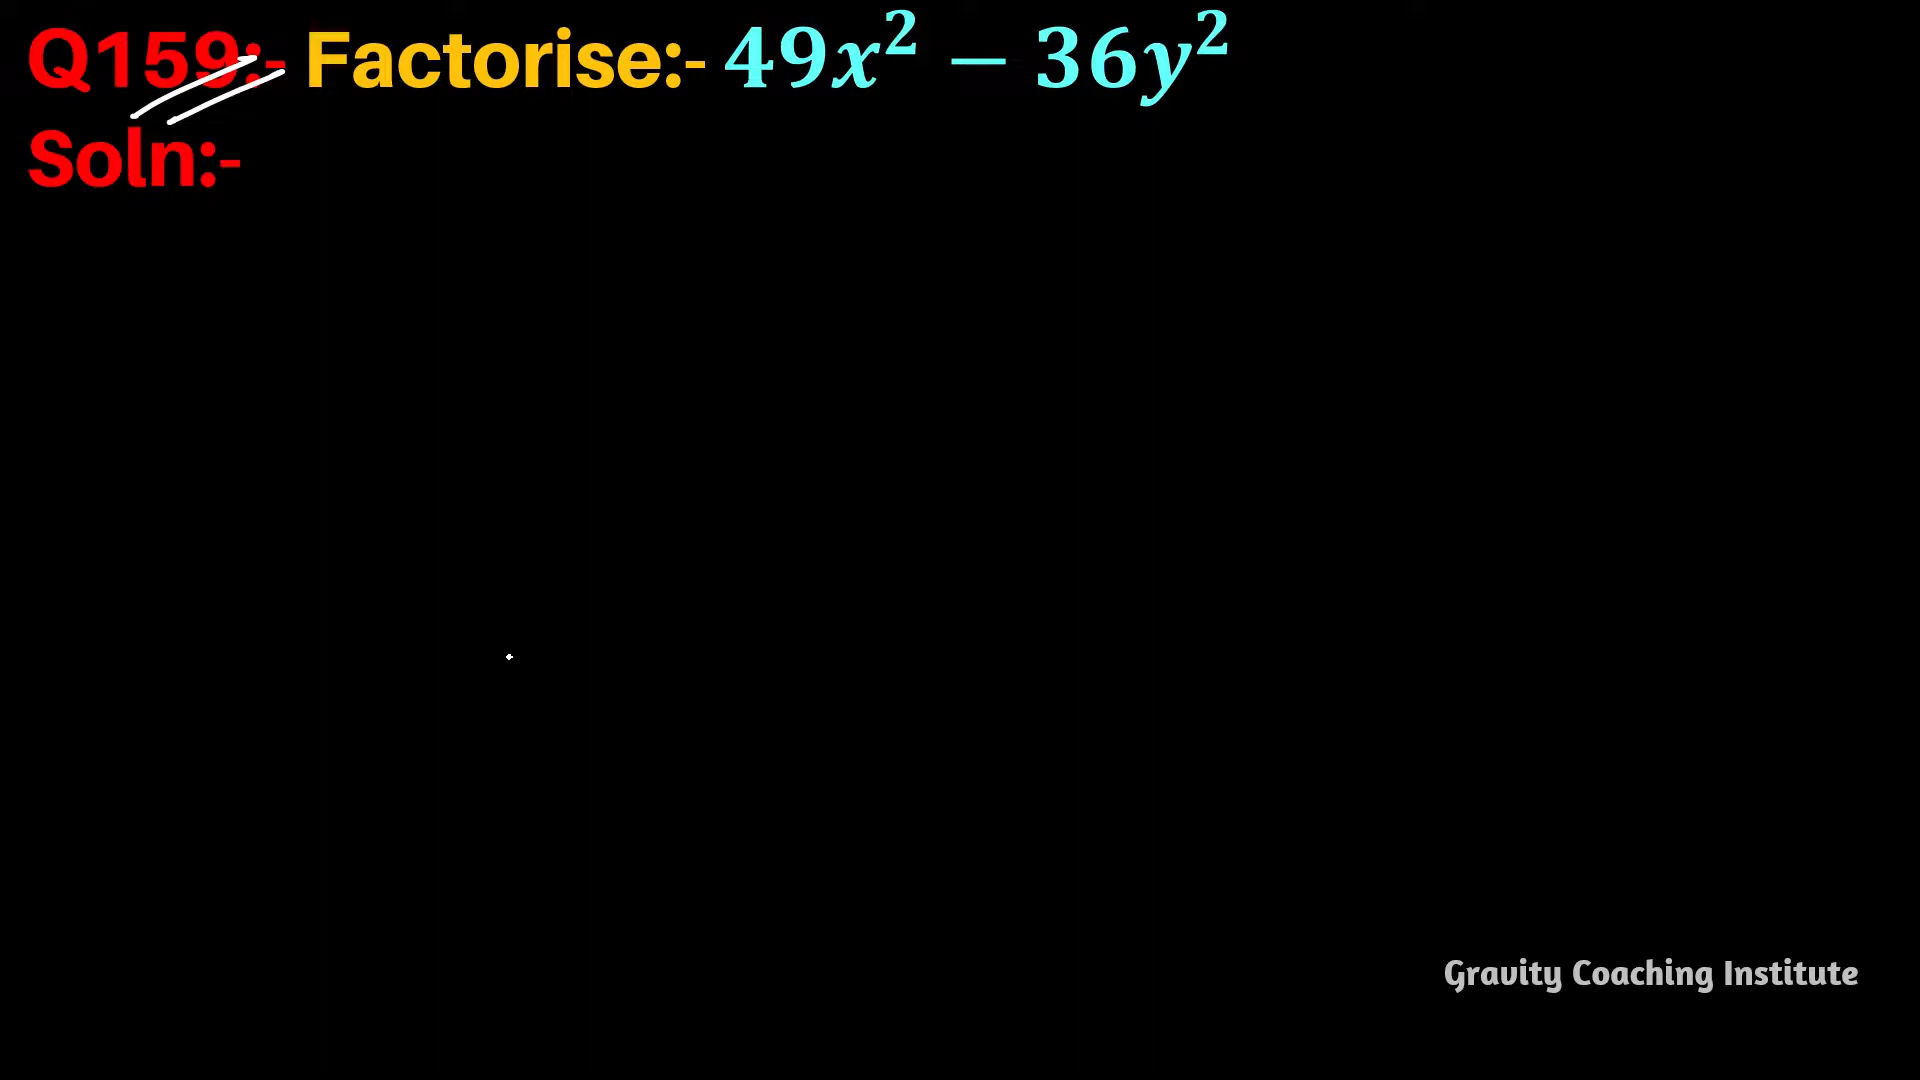 Q159:- Factorise:- 49x² − 36y²
Soln:-
Gravity Coaching Institute